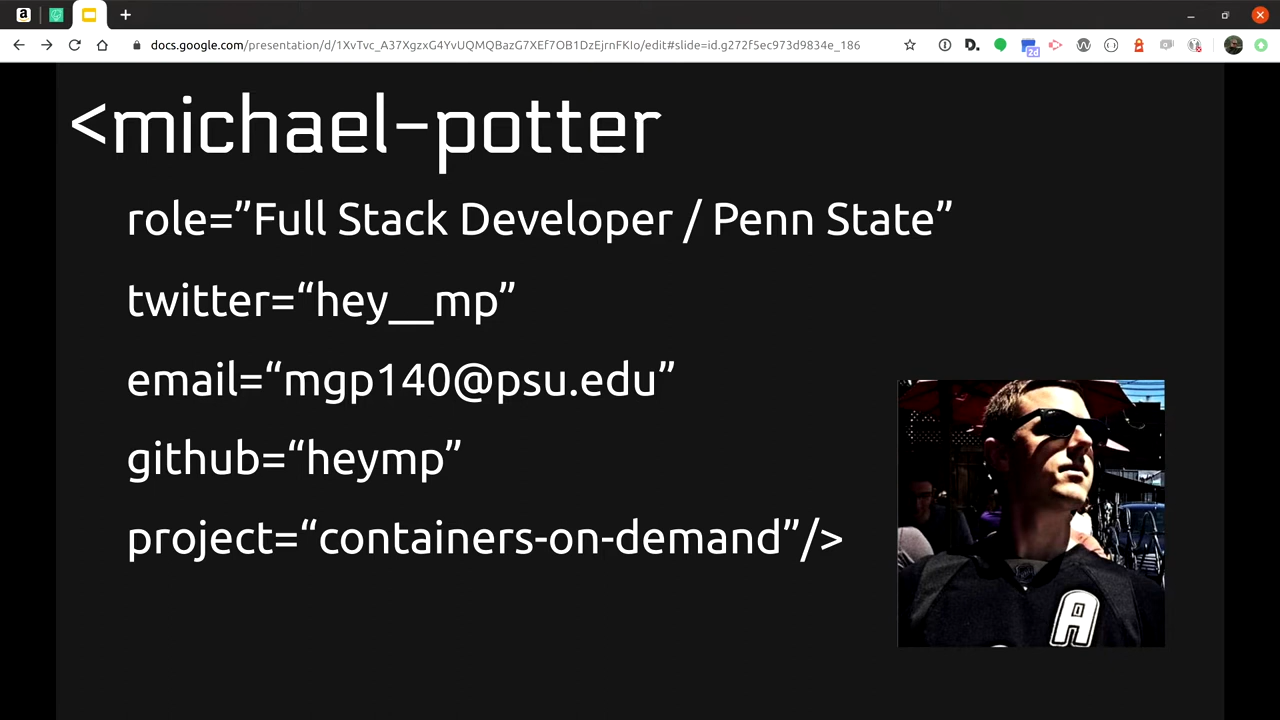 docs.google.com/presentation/d/1XvTvc_A37XgzxG4YvUQMQBazG7XEf7OB1DzEjrnFKIo/edit#slide=id.g272f5ec973d9834e_186
2d
<michael-potter
role=”Full Stack Developer / Penn State”
twitter=“hey__mp”
email=“mgp140@psu.edu”
github=“heymp”
project=“containers-on-demand”/>
A